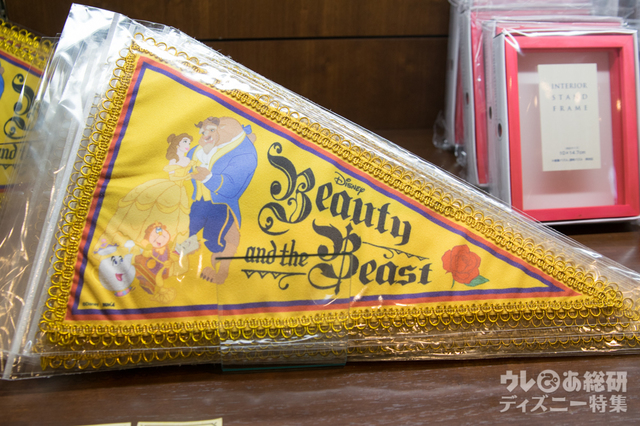 Disney
Beauty
and the Beast
INTERIOR
STAND
FRAME
ウレぴあ総研
ディズニー特集